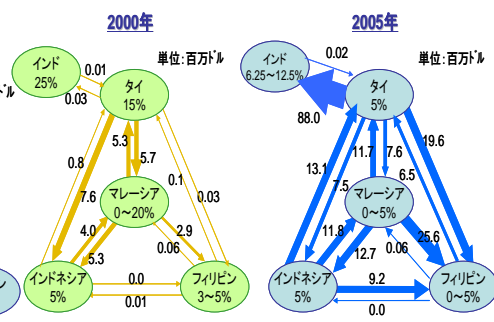 2000年
単位：百万ﾄﾞﾙ
インド
25%
0.01
0.03
タイ
15%
5.3
5.7
0.8
7.6
0.1
0.03
マレーシア
0～20%
4.0
5.3
2.9
0.06
インドネシア
5%
0.0
0.01
フィリピン
3～5%
2005年
単位：百万ﾄﾞﾙ
インド
6.25～12.5%
0.02
88.0
タイ
5%
11.7
7.6
13.1
7.5
6.5
19.6
マレーシア
0～5%
11.8
12.7
25.6
0.06
インドネシア
5%
9.2
0.0
フィリピン
0～5%
ﾄﾞﾙ
ン